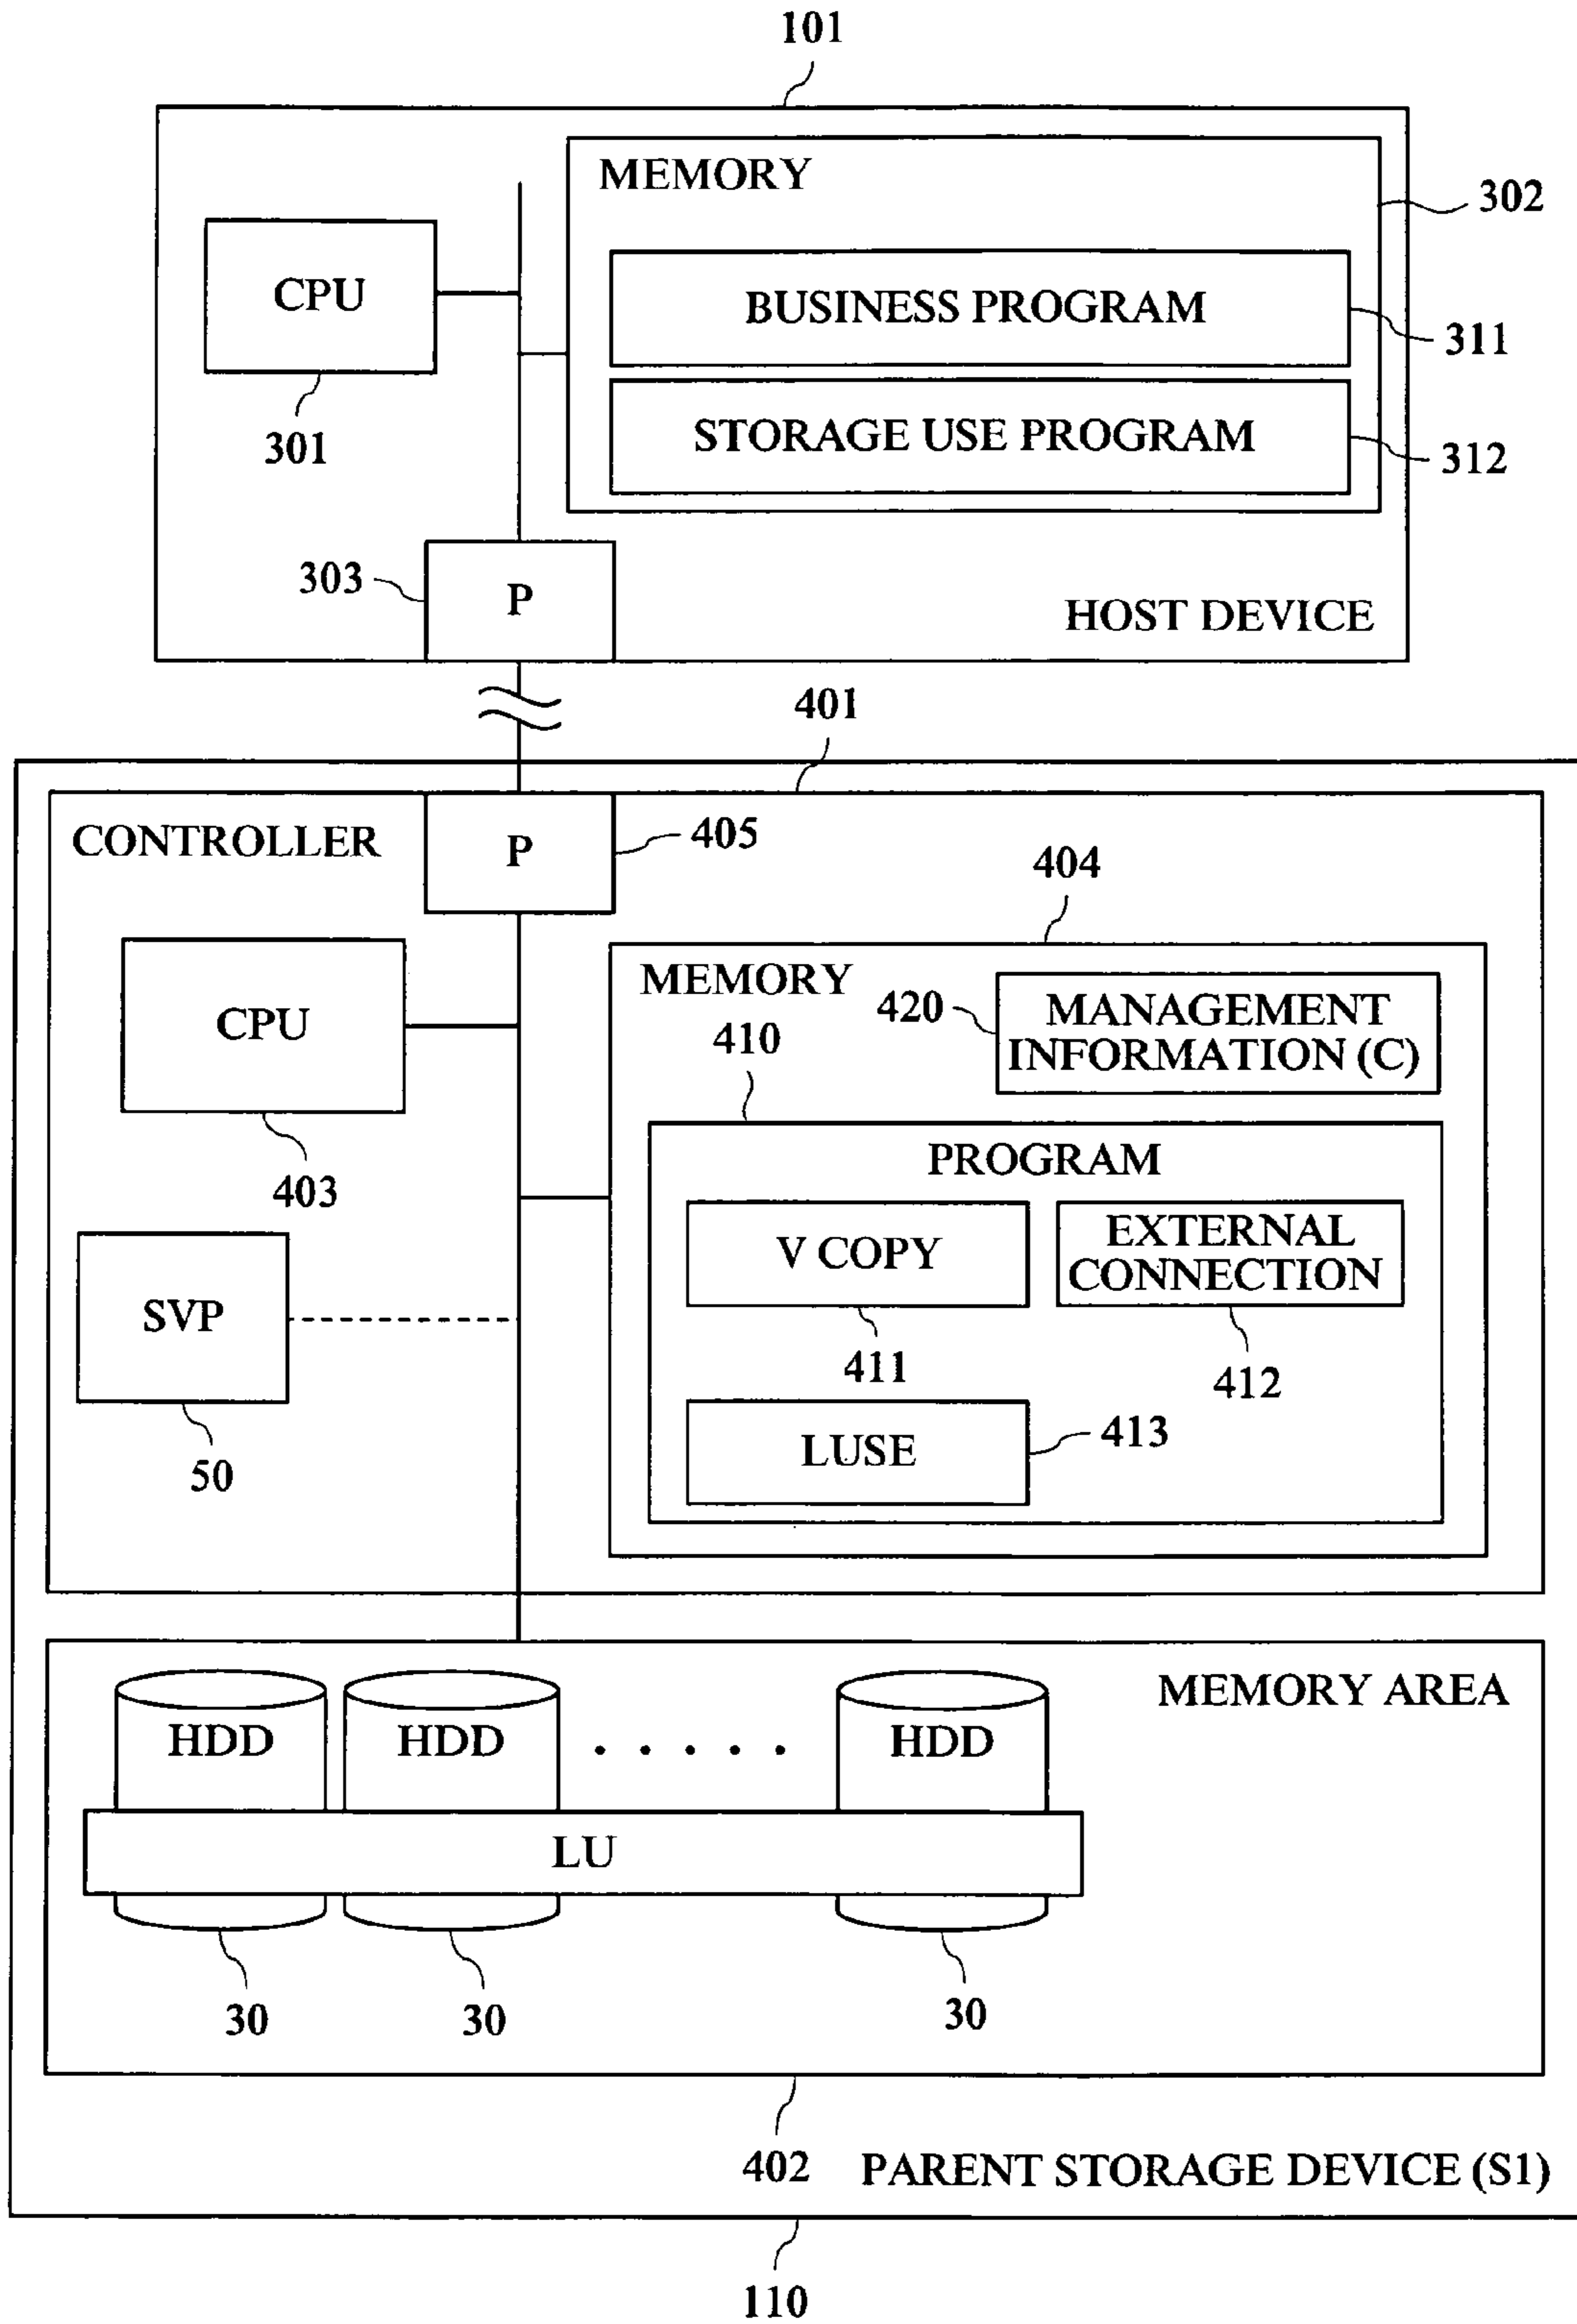 101
MEMORY
302
CPU
BUSINESS PROGRAM
311
301
STORAGE USE PROGRAM
312
303
P
HOST DEVICE
401
CONTROLLER
P
405
404
CPU
MEMORY
420
MANAGEMENT
INFORMATION (C)
410
403
PROGRAM
V COPY
EXTERNAL
CONNECTION
SVP
411
412
50
LUSE
413
MEMORY AREA
HDD
HDD
. . . . .
HDD
LU
30
30
30
402
PARENT STORAGE DEVICE (S1)
110